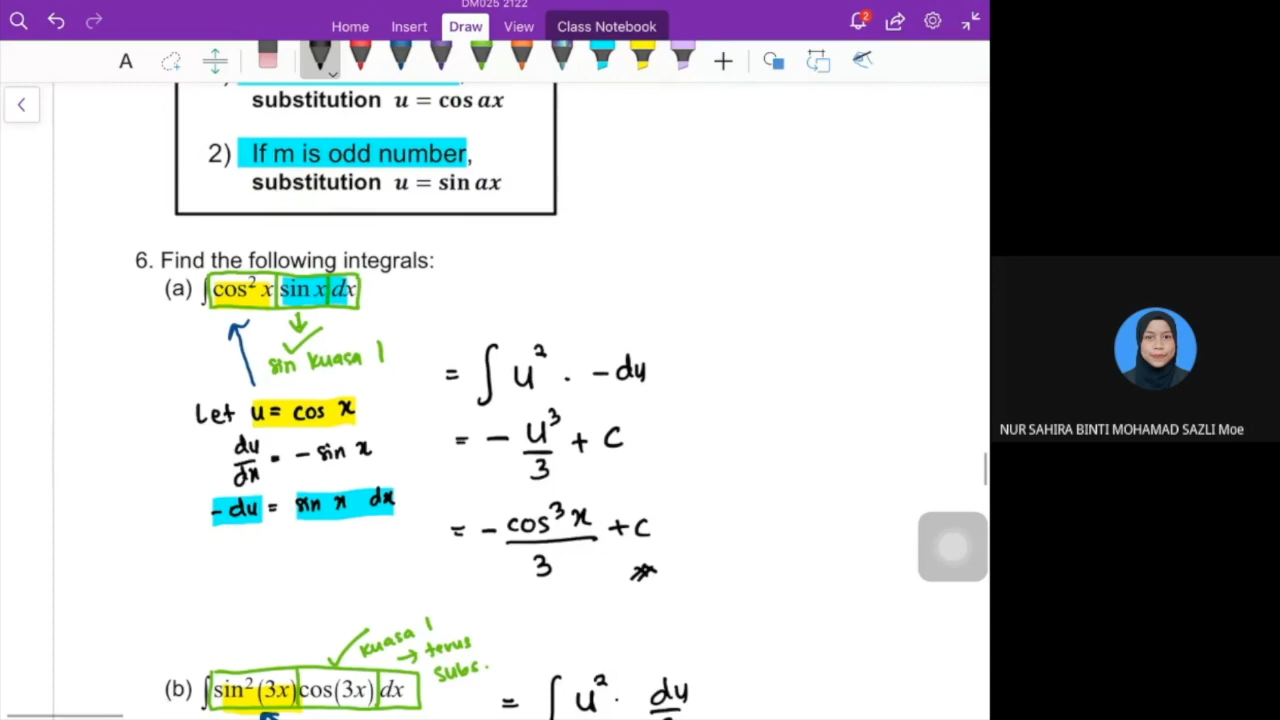 DM025 2122
Home Insert Draw View Class Notebook
2
A
substitution u = cos ax
2) If m is odd number,
substitution u = sin ax
6. Find the following integrals:
(a) ∫cos² x sin x dx
sin kuasa 1
Let u = cos x
du/dx = - sin x
- du = sin x dx
= ∫ u² . - du
= - u³/3 + C
= - cos³x/3 + C
NUR SAHIRA BINTI MOHAMAD SAZLI Moe
kuasa 1
→ terus
subs.
(b) ∫sin² (3x) cos(3x) dx
= ∫ u² . du